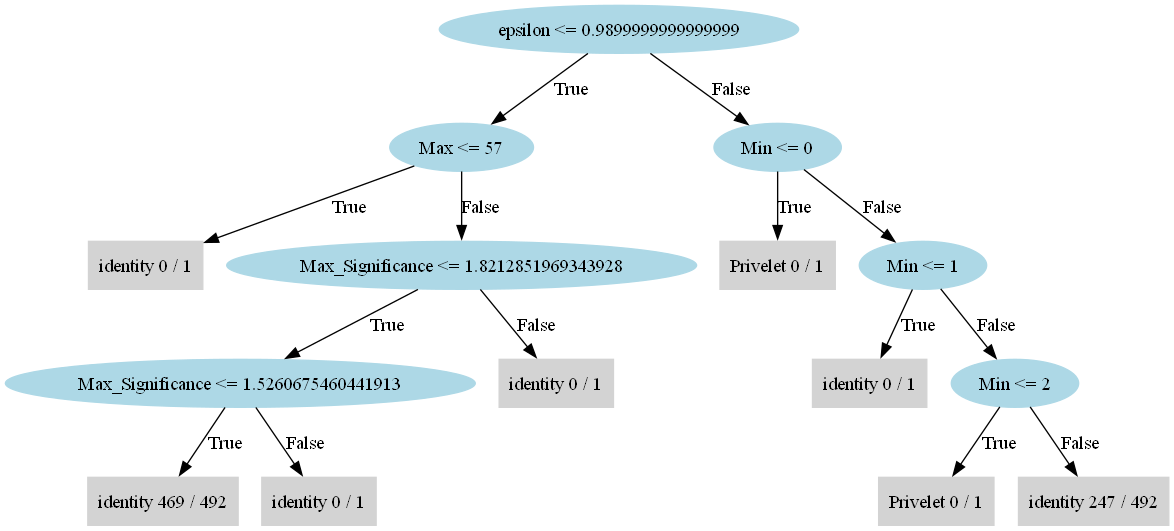 epsilon <= 0.9899999999999999
True
False
Max <= 57
Min <= 0
True
False
True
False
identity 0 / 1
Max_Significance <= 1.8212851969343928
Privelet 0 / 1
Min <= 1
True
False
True
False
Max_Significance <= 1.5260675460441913
identity 0 / 1
identity 0 / 1
Min <= 2
True
False
True
False
identity 469 / 492
identity 0 / 1
Privelet 0 / 1
identity 247 / 492